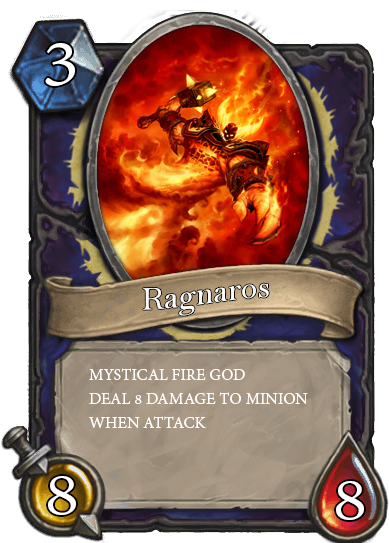 3
Ragnaros
MYSTICAL FIRE GOD
DEAL 8 DAMAGE TO MINION
WHEN ATTACK
8
8